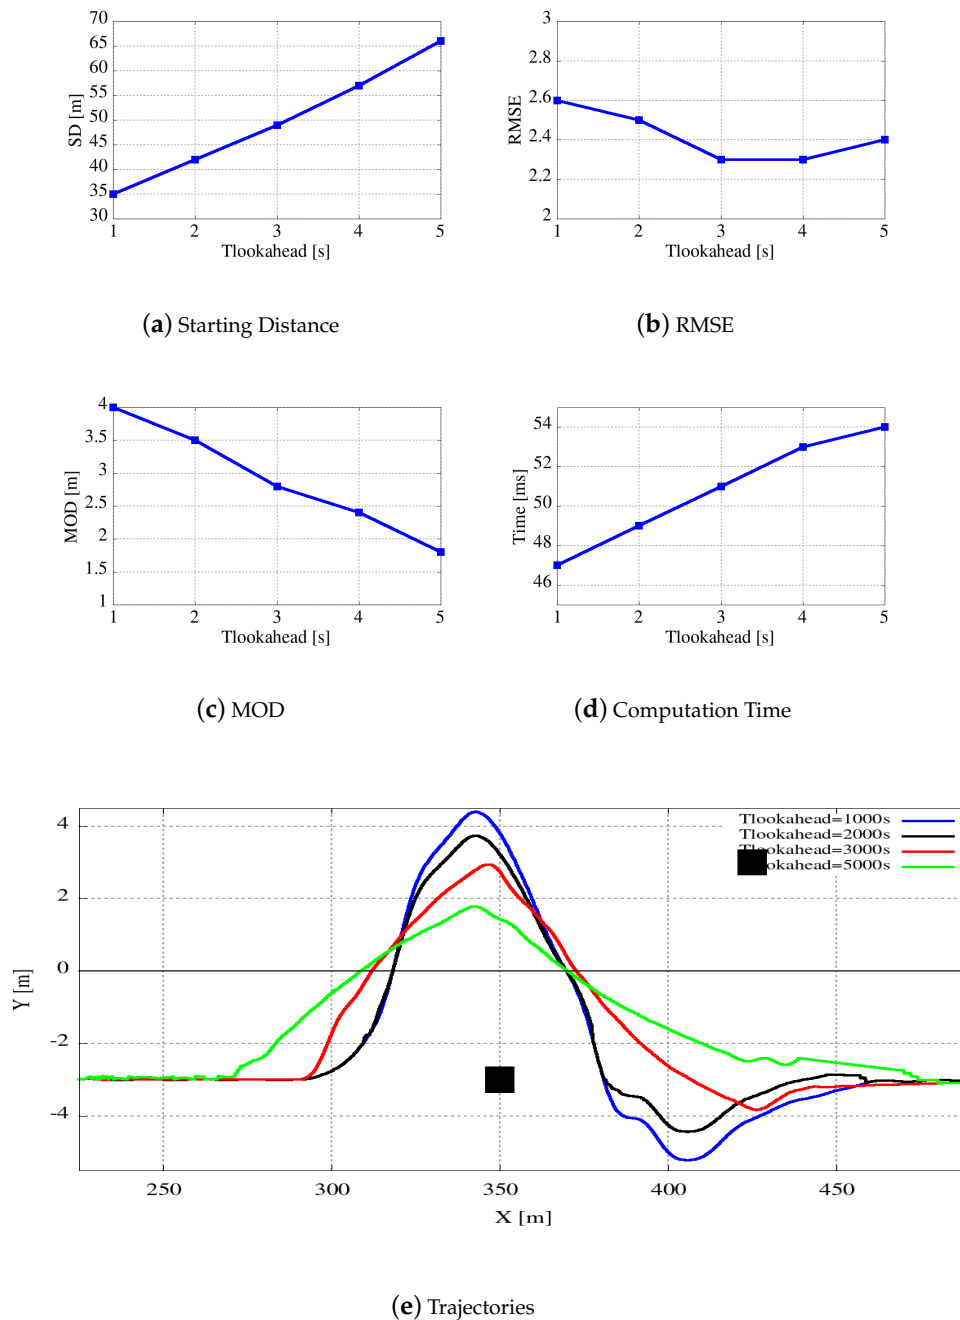 70
65
60
55
50
45
40
35
30
SD [m]
1 2 3 4 5
Tlookahead [s]
(a) Starting Distance
3
2.8
2.6
2.4
2.2
2
RMSE
1 2 3 4 5
Tlookahead [s]
(b) RMSE
4
3.5
3
2.5
2
1.5
1
MOD [m]
1 2 3 4 5
Tlookahead [s]
(c) MOD
54
52
50
48
46
Time [ms]
1 2 3 4 5
Tlookahead [s]
(d) Computation Time
4
2
0
-2
-4
Y [m]
Tlookahead=1000s
Tlookahead=2000s
Tlookahead=3000s
lookahead=5000s
250 300 350 400 450
X [m]
(e) Trajectories